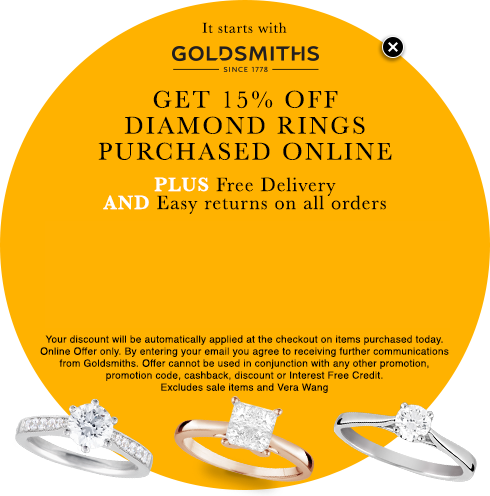 It starts with
GOLDSMITHS
SINCE 1778
GET 15% OFF
DIAMOND RINGS
PURCHASED ONLINE
PLUS Free Delivery
AND Easy returns on all orders
Your discount will be automatically applied at the checkout on items purchased today.
Online Offer only. By entering your email you agree to receiving further communications
from Goldsmiths. Offer cannot be used in conjunction with any other promotion,
promotion code, cashback, discount or Interest Free Credit.
Excludes sale items and Vera Wang